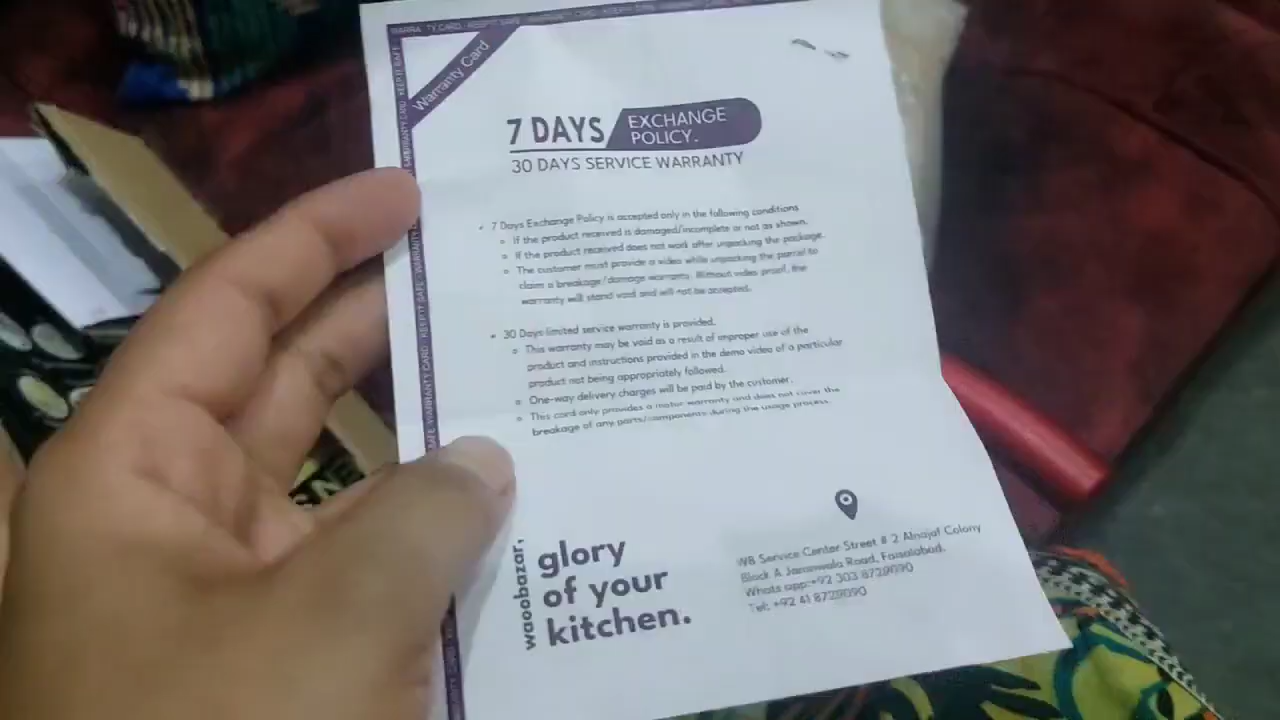 WARRANTY CARD - KEEP IT SAFE
Warranty Card
7 DAYS EXCHANGE POLICY.
30 DAYS SERVICE WARRANTY
• 7 Days Exchange Policy is accepted only in the following conditions
o If the product received is damaged/incomplete or not as shown.
o If the product received does not work after unpacking the package.
o The customer must provide a video while unpacking the parcel to
claim a breakage/damage warranty. Without video proof, the
warranty will stand void and will not be accepted.
• 30 Days limited service warranty is provided.
o This warranty may be void as a result of improper use of the
product and instructions provided in the demo video of a particular
product not being appropriately followed.
o One-way delivery charges will be paid by the customer.
o This card only provides a motor warranty and does not cover the
breakage of any parts/components during the usage process.
waoobazar,
glory
of your
kitchen.
WB Service Center Street # 2 Alnajaf Colony
Block A Jaranwala Road, Faisalabad.
Whats app:+92 303 8729090
Tel: +92 41 8729090